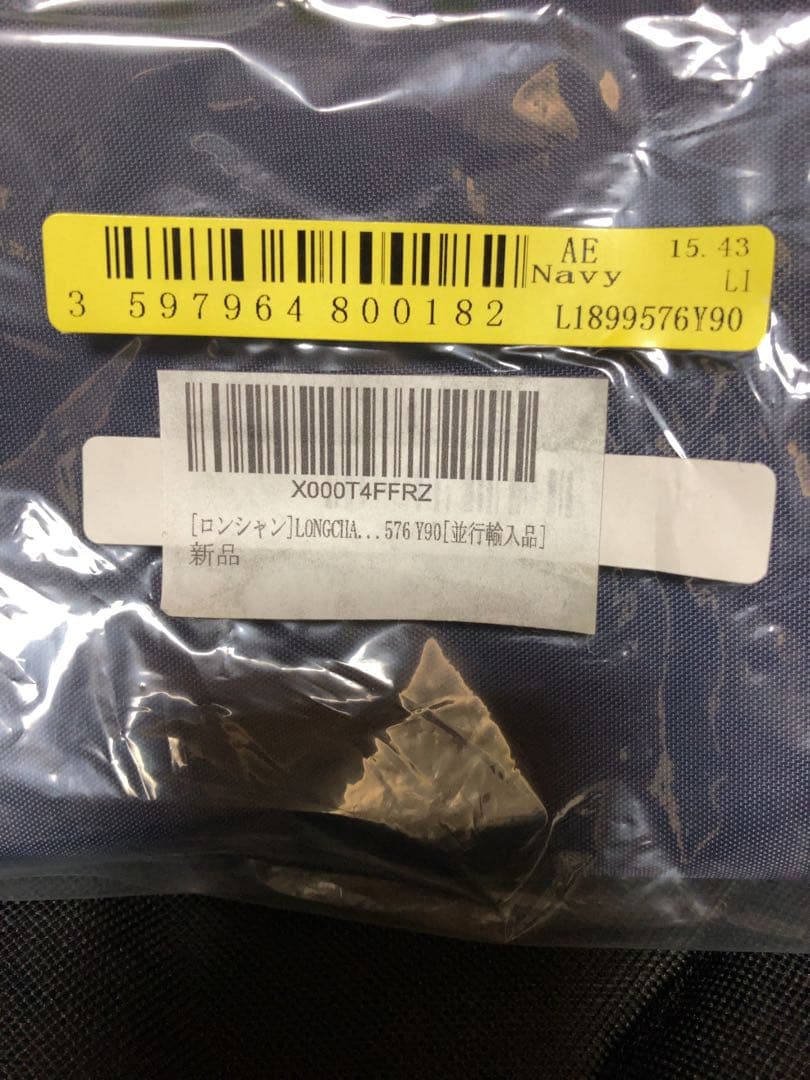 AE 15.43
Navy LI
3 597964 800182 L1899576Y90
X000T4FFRZ
[ロンシャン]LONGCHA...576 Y90[並行輸入品]
新品